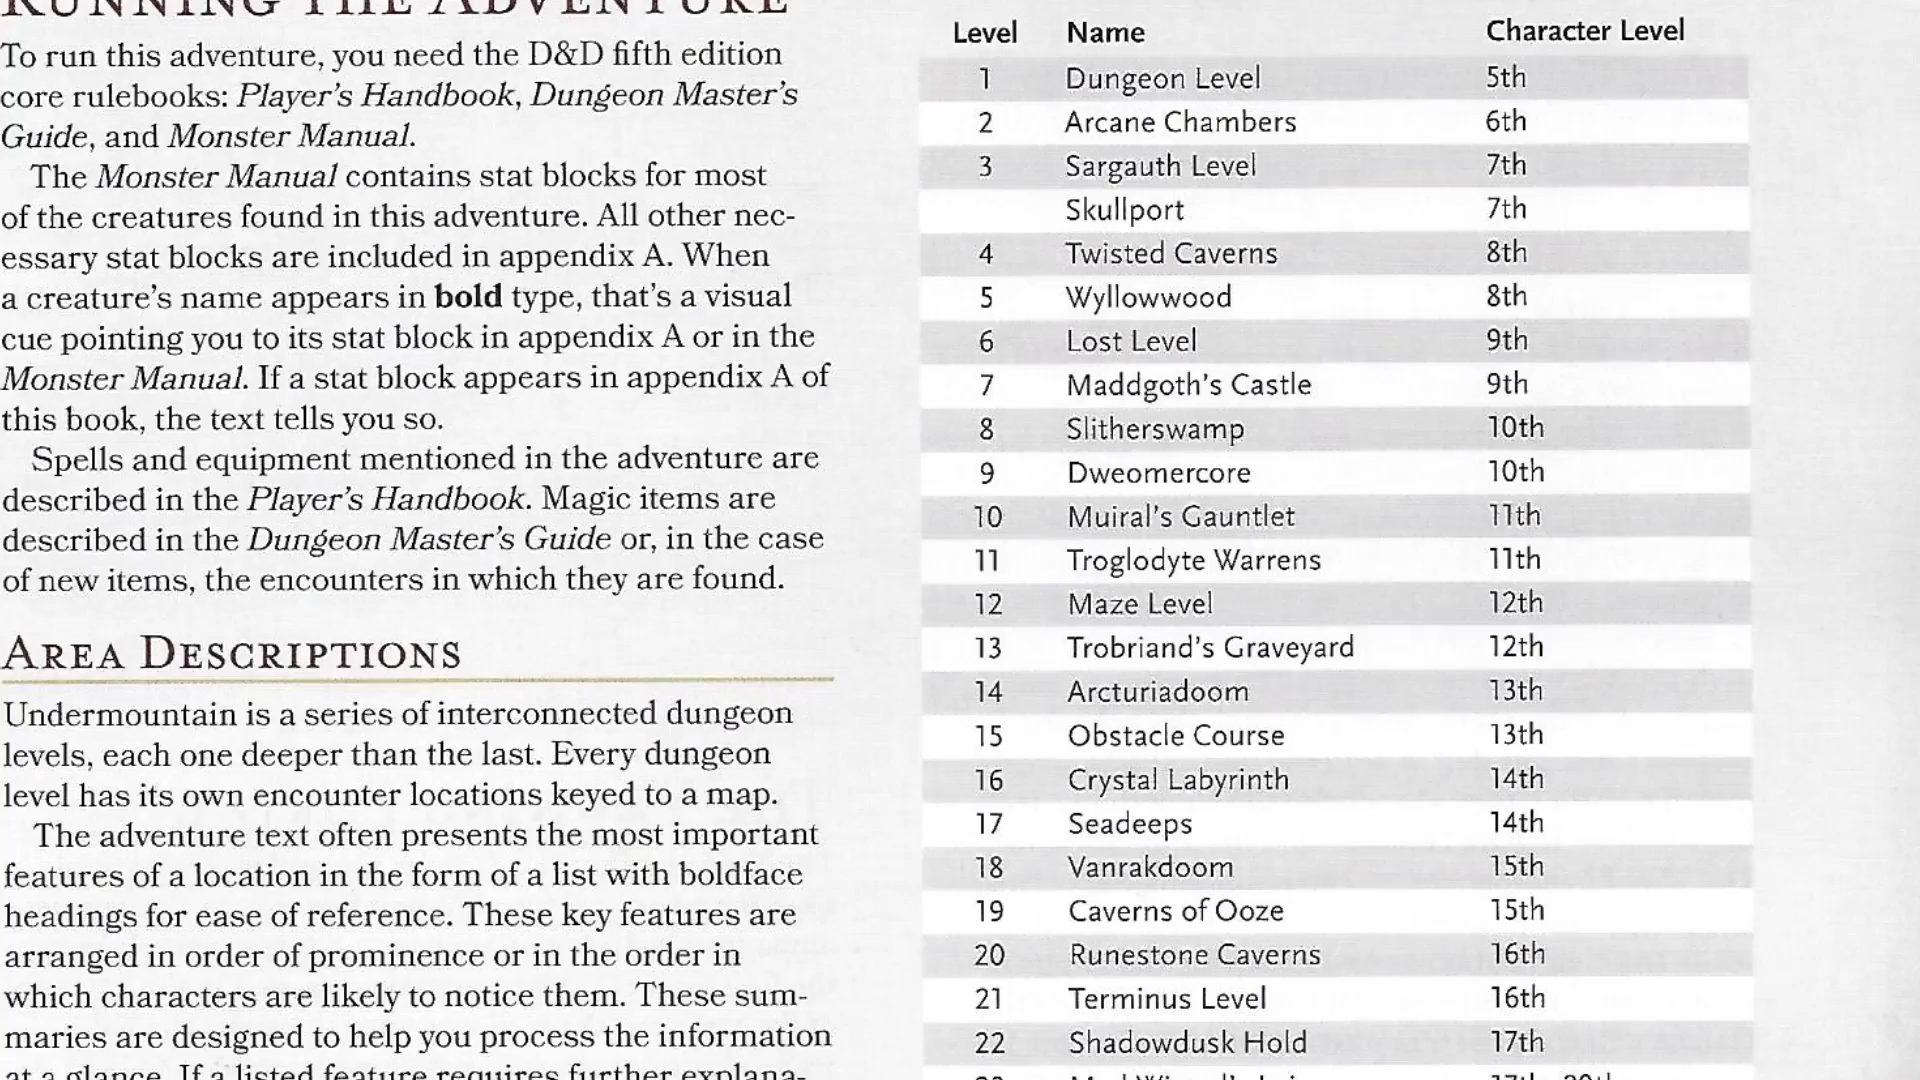 RUNNING THE ADVENTURE
To run this adventure, you need the D&D fifth edition
core rulebooks: Player's Handbook, Dungeon Master's
Guide, and Monster Manual.
The Monster Manual contains stat blocks for most
of the creatures found in this adventure. All other nec-
essary stat blocks are included in appendix A. When
a creature's name appears in bold type, that's a visual
cue pointing you to its stat block in appendix A or in the
Monster Manual. If a stat block appears in appendix A of
this book, the text tells you so.
Spells and equipment mentioned in the adventure are
described in the Player's Handbook. Magic items are
described in the Dungeon Master's Guide or, in the case
of new items, the encounters in which they are found.
AREA DESCRIPTIONS
Undermountain is a series of interconnected dungeon
levels, each one deeper than the last. Every dungeon
level has its own encounter locations keyed to a map.
The adventure text often presents the most important
features of a location in the form of a list with boldface
headings for ease of reference. These key features are
arranged in order of prominence or in the order in
which characters are likely to notice them. These sum-
maries are designed to help you process the information
at a glance. If a listed feature requires further explana-
Level Name Character Level
1 Dungeon Level 5th
2 Arcane Chambers 6th
3 Sargauth Level 7th
Skullport 7th
4 Twisted Caverns 8th
5 Wyllowwood 8th
6 Lost Level 9th
7 Maddgoth's Castle 9th
8 Slitherswamp 10th
9 Dweomercore 10th
10 Muiral's Gauntlet 11th
11 Troglodyte Warrens 11th
12 Maze Level 12th
13 Trobriand's Graveyard 12th
14 Arcturiadoom 13th
15 Obstacle Course 13th
16 Crystal Labyrinth 14th
17 Seadeeps 14th
18 Vanrakdoom 15th
19 Caverns of Ooze 15th
20 Runestone Caverns 16th
21 Terminus Level 16th
22 Shadowdusk Hold 17th